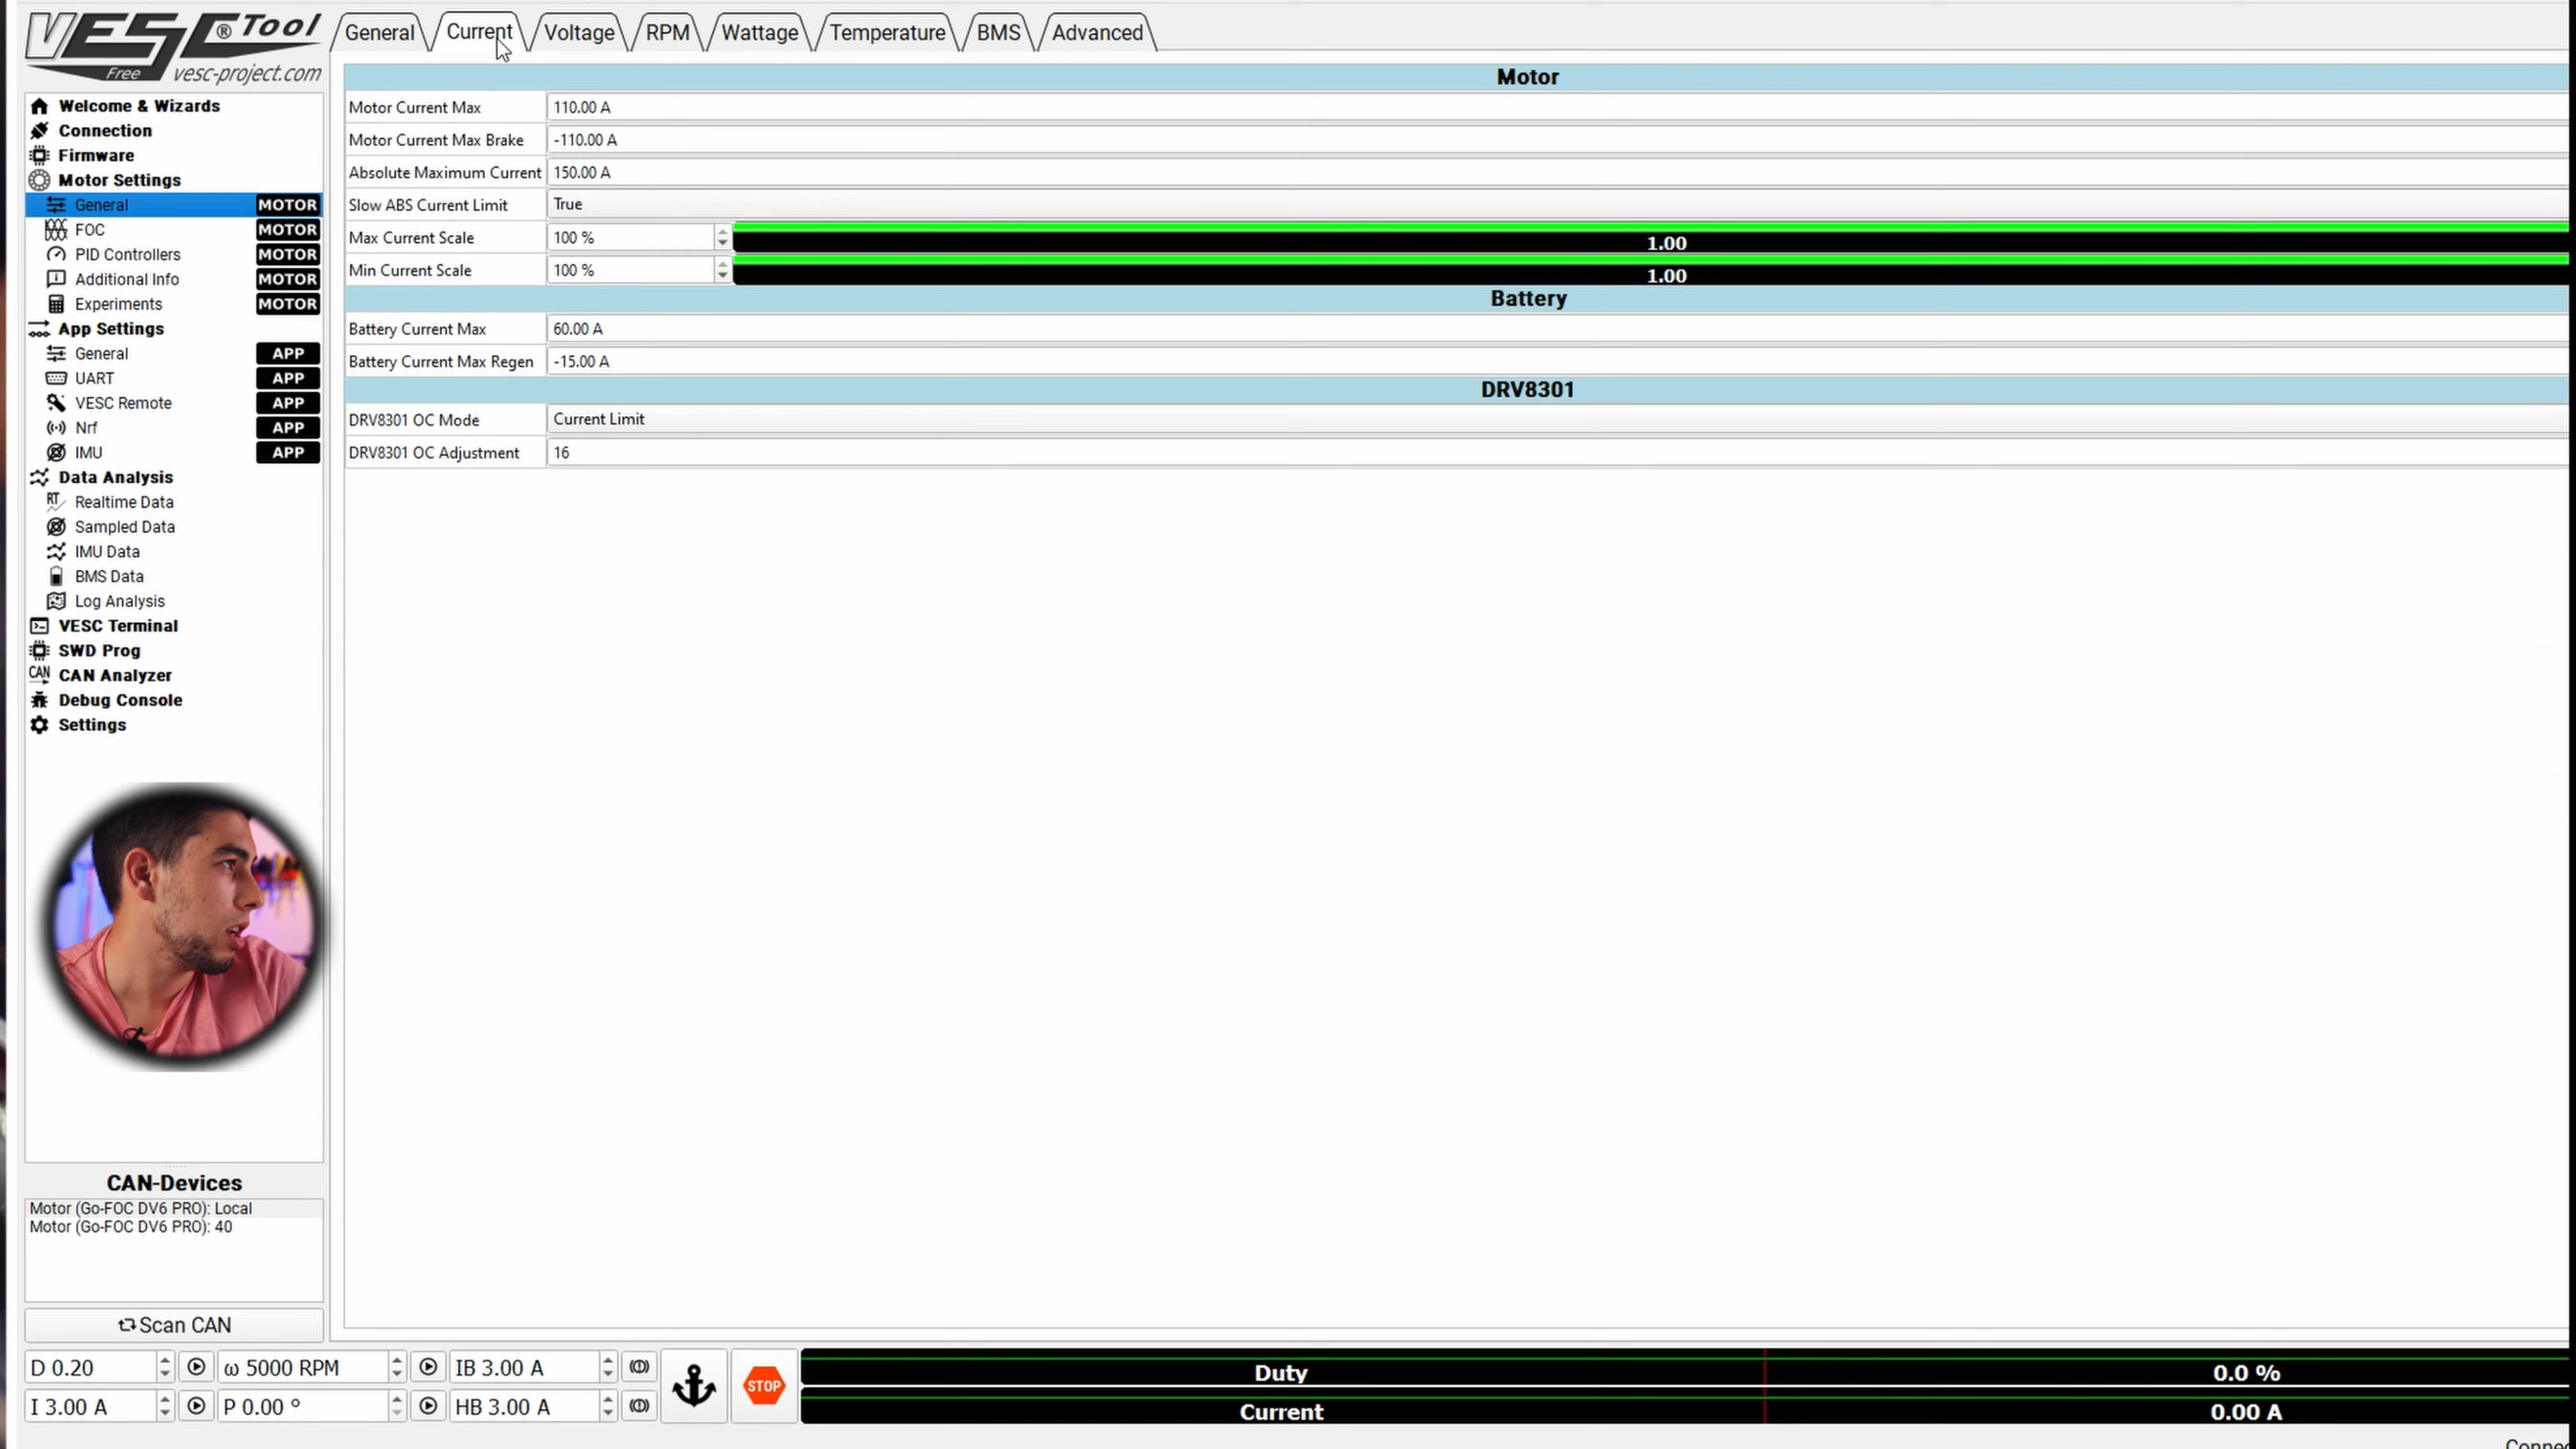 VESC® Tool
Free vesc-project.com
General Current Voltage RPM Wattage Temperature BMS Advanced
Welcome & Wizards
Connection
Firmware
Motor Settings
General MOTOR
FOC MOTOR
PID Controllers MOTOR
Additional Info MOTOR
Experiments MOTOR
App Settings
General APP
UART APP
VESC Remote APP
Nrf APP
IMU APP
Data Analysis
RT Realtime Data
Sampled Data
IMU Data
BMS Data
Log Analysis
VESC Terminal
SWD Prog
CAN CAN Analyzer
Debug Console
Settings
Motor
Motor Current Max 110.00 A
Motor Current Max Brake -110.00 A
Absolute Maximum Current 150.00 A
Slow ABS Current Limit True
Max Current Scale 100 % 1.00
Min Current Scale 100 % 1.00
Battery
Battery Current Max 60.00 A
Battery Current Max Regen -15.00 A
DRV8301
DRV8301 OC Mode Current Limit
DRV8301 OC Adjustment 16
CAN-Devices
Motor (Go-FOC DV6 PRO): Local
Motor (Go-FOC DV6 PRO): 40
Scan CAN
D 0.20 ω 5000 RPM IB 3.00 A
I 3.00 A P 0.00 ° HB 3.00 A
STOP
Duty 0.0 %
Current 0.00 A